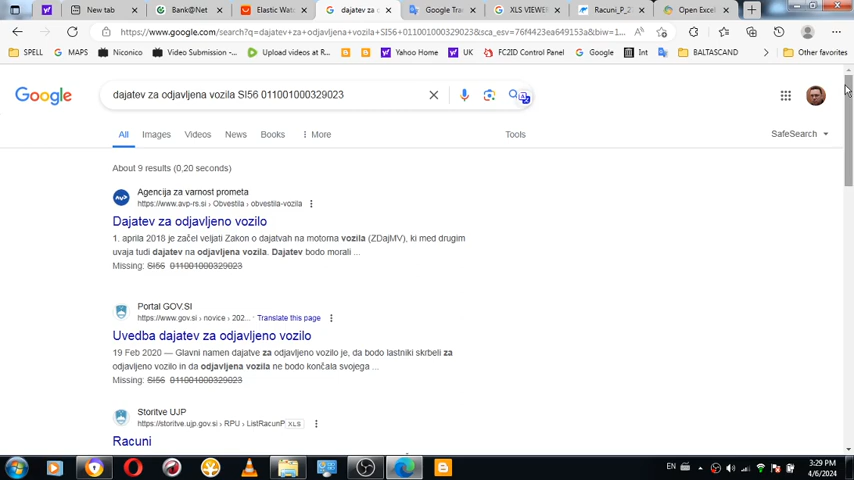 New tab
Bank@Net
Elastic Wat
dajatev za
Google Tra
XLS VIEWER
Racuni_P_2
Open Excel
https://www.google.com/search?q=dajatev+za+odjavljena+vozila+SI56+011001000329023&sca_esv=76f4423ea649153a&biw=1...
SPELL
MAPS
Niconico
Video Submission -...
Upload videos at R...
Yahoo Home
UK
FC2ID Control Panel
Google
Int
BALTASCAND
Other favorites
Google
dajatev za odjavljena vozila SI56 011001000329023
All
Images
Videos
News
Books
More
Tools
SafeSearch
About 9 results (0,20 seconds)
Agencija za varnost prometa
https://www.avp-rs.si › Obvestila › obvestila-vozila
Dajatev za odjavljeno vozilo
1. aprila 2018 je začel veljati Zakon o dajatvah na motorna vozila (ZDajMV), ki med drugim
uvaja tudi dajatev na odjavljena vozila. Dajatev bodo morali ...
Missing: SI56 011001000329023
Portal GOV.SI
https://www.gov.si › novice › 202... · Translate this page
Uvedba dajatev za odjavljeno vozilo
19 Feb 2020 — Glavni namen dajatve za odjavljeno vozilo je, da bodo lastniki skrbeli za
odjavljeno vozilo in da odjavljena vozila ne bodo končala svojega ...
Missing: SI56 011001000329023
Storitve UJP
https://storitve.ujp.gov.si › RPU › ListRacunP XLS
Racuni
EN
3:29 PM
4/6/2024